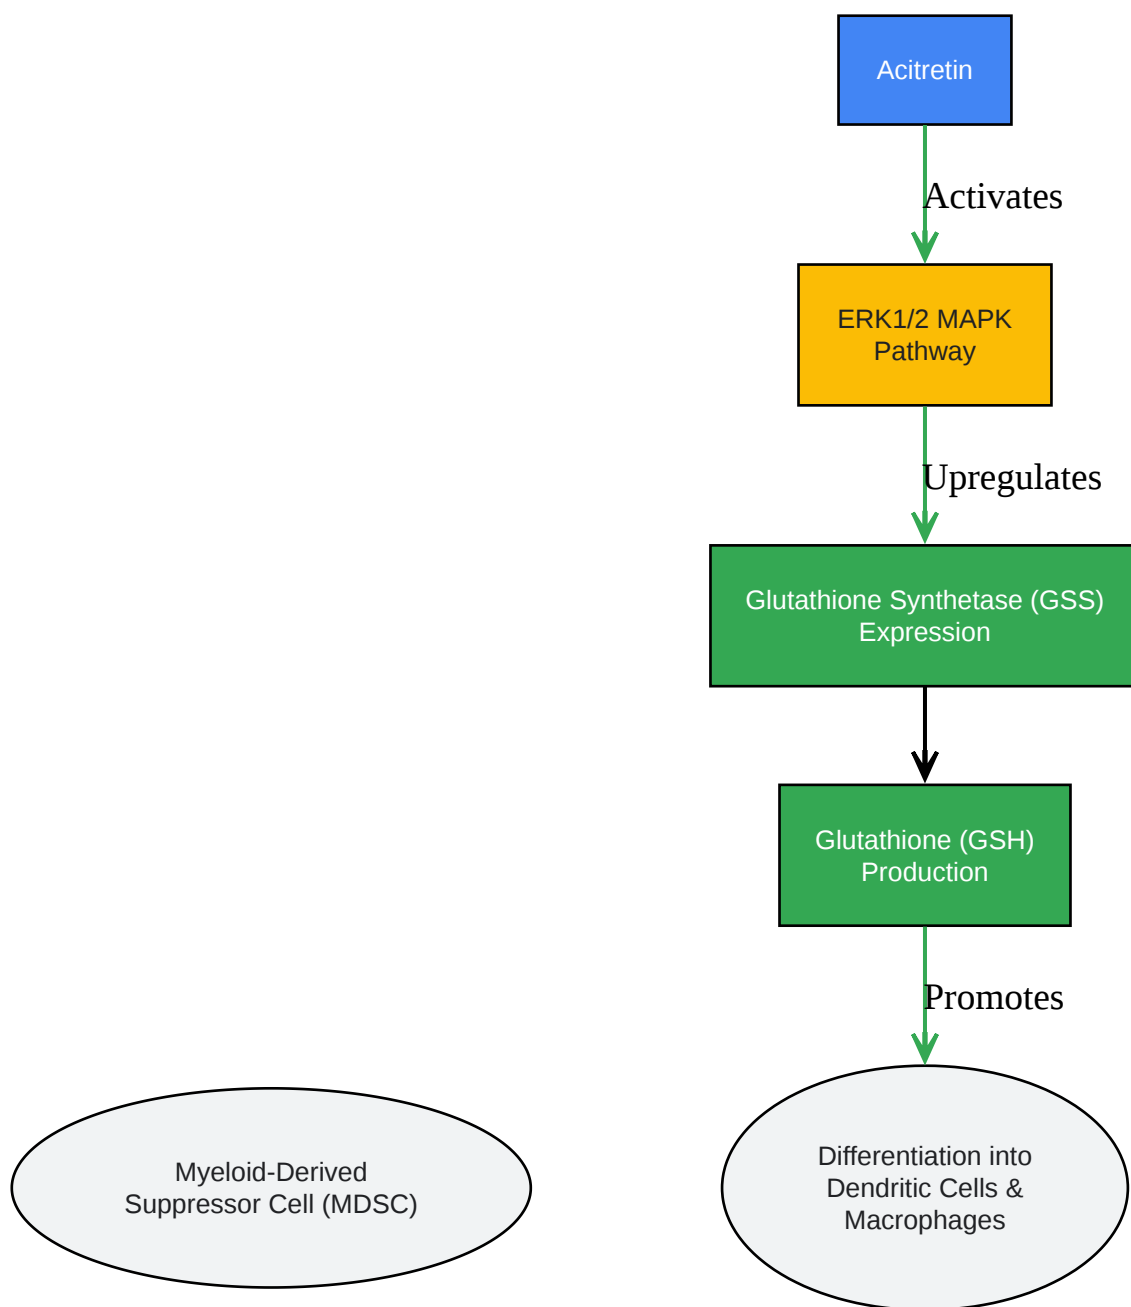 Acitretin
Activates
ERK1/2 MAPK
Pathway
Upregulates
Glutathione Synthetase (GSS)
Expression
Glutathione (GSH)
Production
Promotes
Myeloid-Derived
Suppressor Cell (MDSC)
Differentiation into
Dendritic Cells &
Macrophages